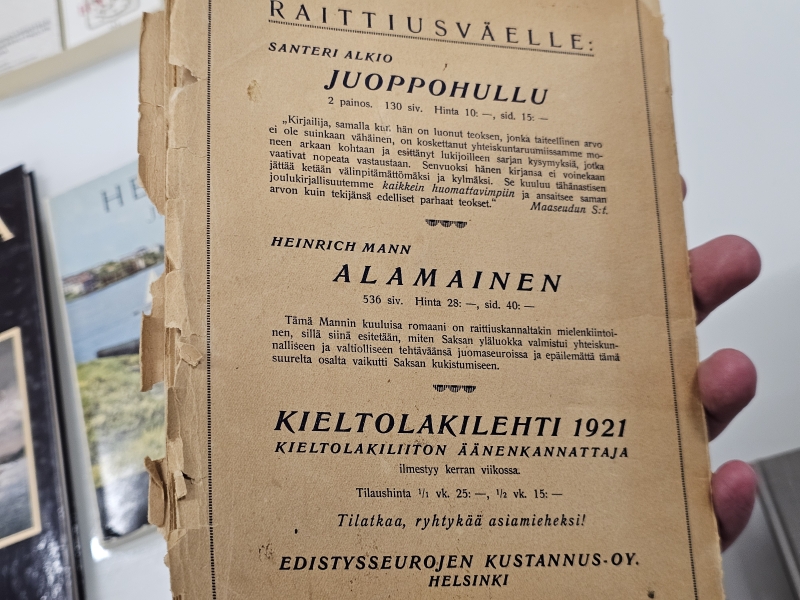 RAITTIUSVÄELLE:
SANTERI ALKIO
JUOPPOHULLU
2 painos. 130 siv. Hinta 10: —, sid. 15: —
„Kirjailija, samalla kur. hän on luonut teoksen, jonka taiteellinen arvo
ei ole suinkaan vähäinen, on koskettanut yhteiskuntaruumiissamme mo-
neen arkaan kohtaan ja esittänyt lukijoilleen sarjan kysymyksiä, jotka
vaativat nopeata vastaustaan. Senvuoksi hänen kirjansa ei voinekaan
jättää ketään välinpitämättömäksi ja kylmäksi. Se kuuluu tähänastisen
joulukirjallisuutemme kaikkein huomattavimpiin ja ansaitsee saman
arvon kuin tekijänsä edelliset parhaat teokset.“ Maaseudun S:t.
HEINRICH MANN
ALAMAINEN
536 siv. Hinta 28: —, sid. 40: —
Tämä Mannin kuuluisa romaani on raittiuskannaltakin mielenkiintoi-
nen, sillä siinä esitetään, miten Saksan yläluokka valmistui yhteiskun-
nalliseen ja valtiolliseen tehtäväänsä juomaseuroissa ja epäilemättä tämä
suurelta osalta vaikutti Saksan kukistumiseen.
KIELTOLAKILEHTI 1921
KIELTOLAKILIITON ÄÄNENKANNATTAJA
ilmestyy kerran viikossa.
Tilaushinta 1/1 vk. 25: —, 1/2 vk. 15: —
Tilatkaa, ryhtykää asiamieheksi!
EDISTYSSEUROJEN KUSTANNUS-OY.
HELSINKI
HE
A